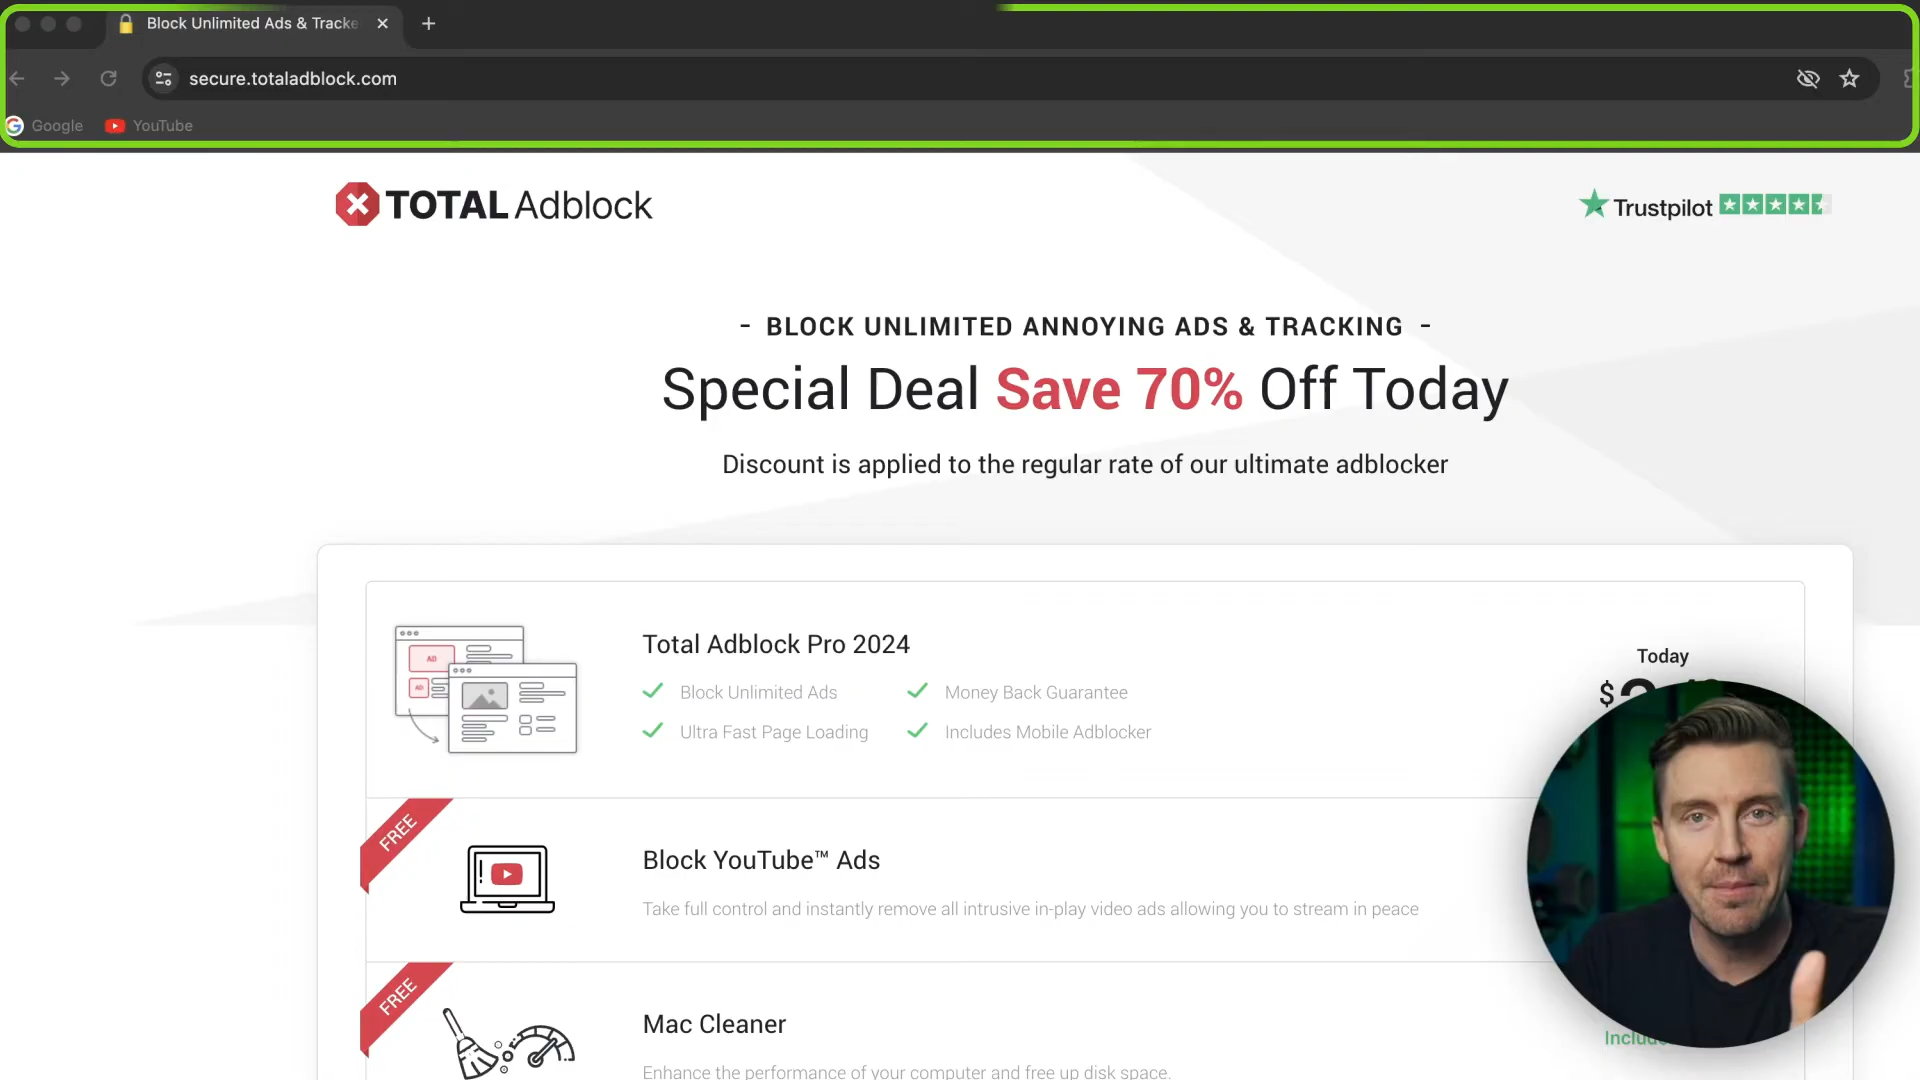 Block Unlimited Ads & Tracke
secure.totaladblock.com
Google YouTube
TOTAL Adblock
Trustpilot
- BLOCK UNLIMITED ANNOYING ADS & TRACKING -
Special Deal Save 70% Off Today
Discount is applied to the regular rate of our ultimate adblocker
AD
AD
Total Adblock Pro 2024
Block Unlimited Ads
Money Back Guarantee
Ultra Fast Page Loading
Includes Mobile Adblocker
Today
$
FREE
Block YouTube™ Ads
Take full control and instantly remove all intrusive in-play video ads allowing you to stream in peace
FREE
Mac Cleaner
Enhance the performance of your computer and free up disk space.